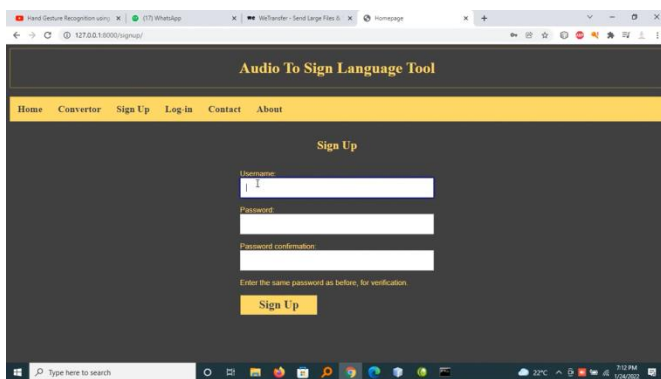 Hand Gesture Recognition using
(17) WhatsApp
WeTransfer - Send Large Files &
Homepage
127.0.0.1:8000/signup/
Audio To Sign Language Tool
Home Convertor Sign Up Log-in Contact About
Sign Up
Username:
Password:
Password confirmation:
Enter the same password as before, for verification.
Sign Up
Type here to search
22°C
7:12 PM
1/24/2022